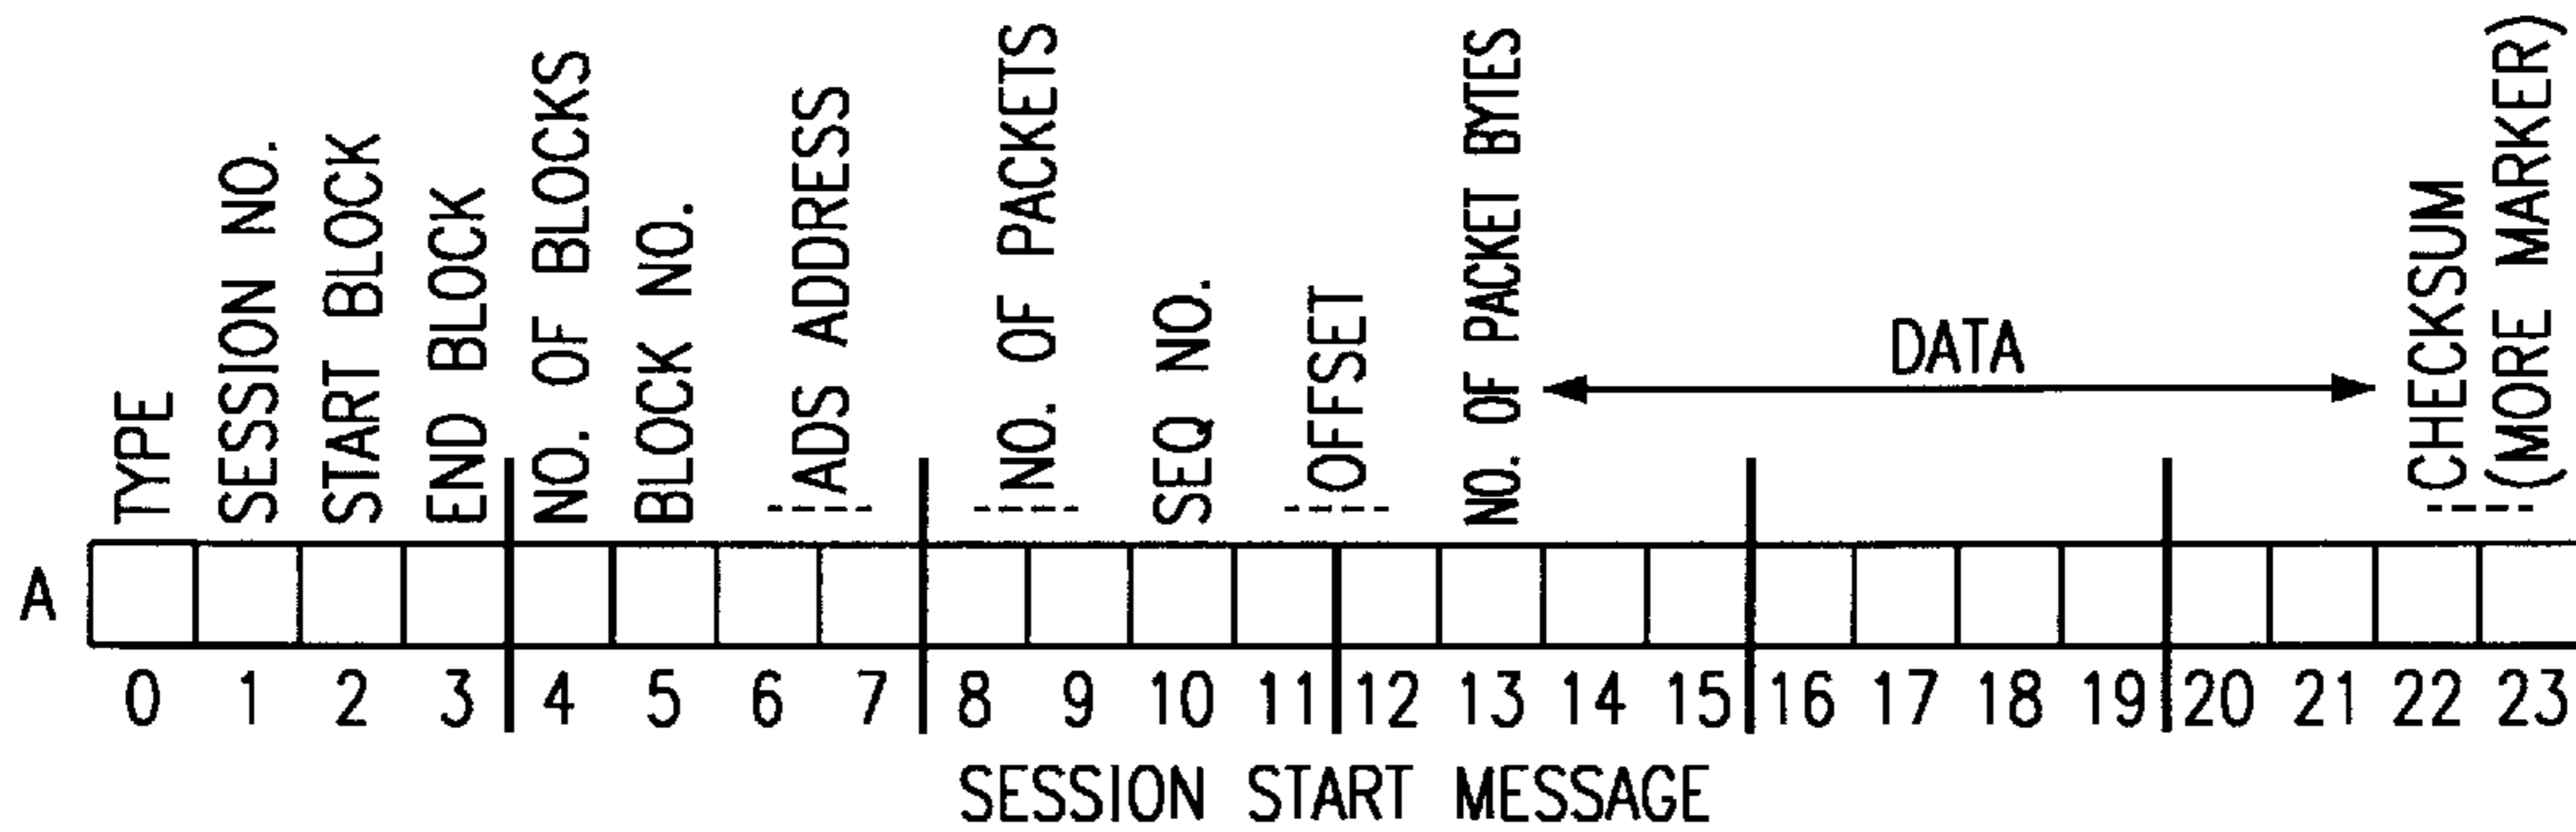 TYPE
SESSION NO.
START BLOCK
END BLOCK
NO. OF BLOCKS
BLOCK NO.
ADS ADDRESS
NO. OF PACKETS
SEQ NO.
OFFSET
NO. OF PACKET BYTES
DATA
CHECKSUM
(MORE MARKER)
A
0 1 2 3 4 5 6 7 8 9 10 11 12 13 14 15 16 17 18 19 20 21 22 23
SESSION START MESSAGE